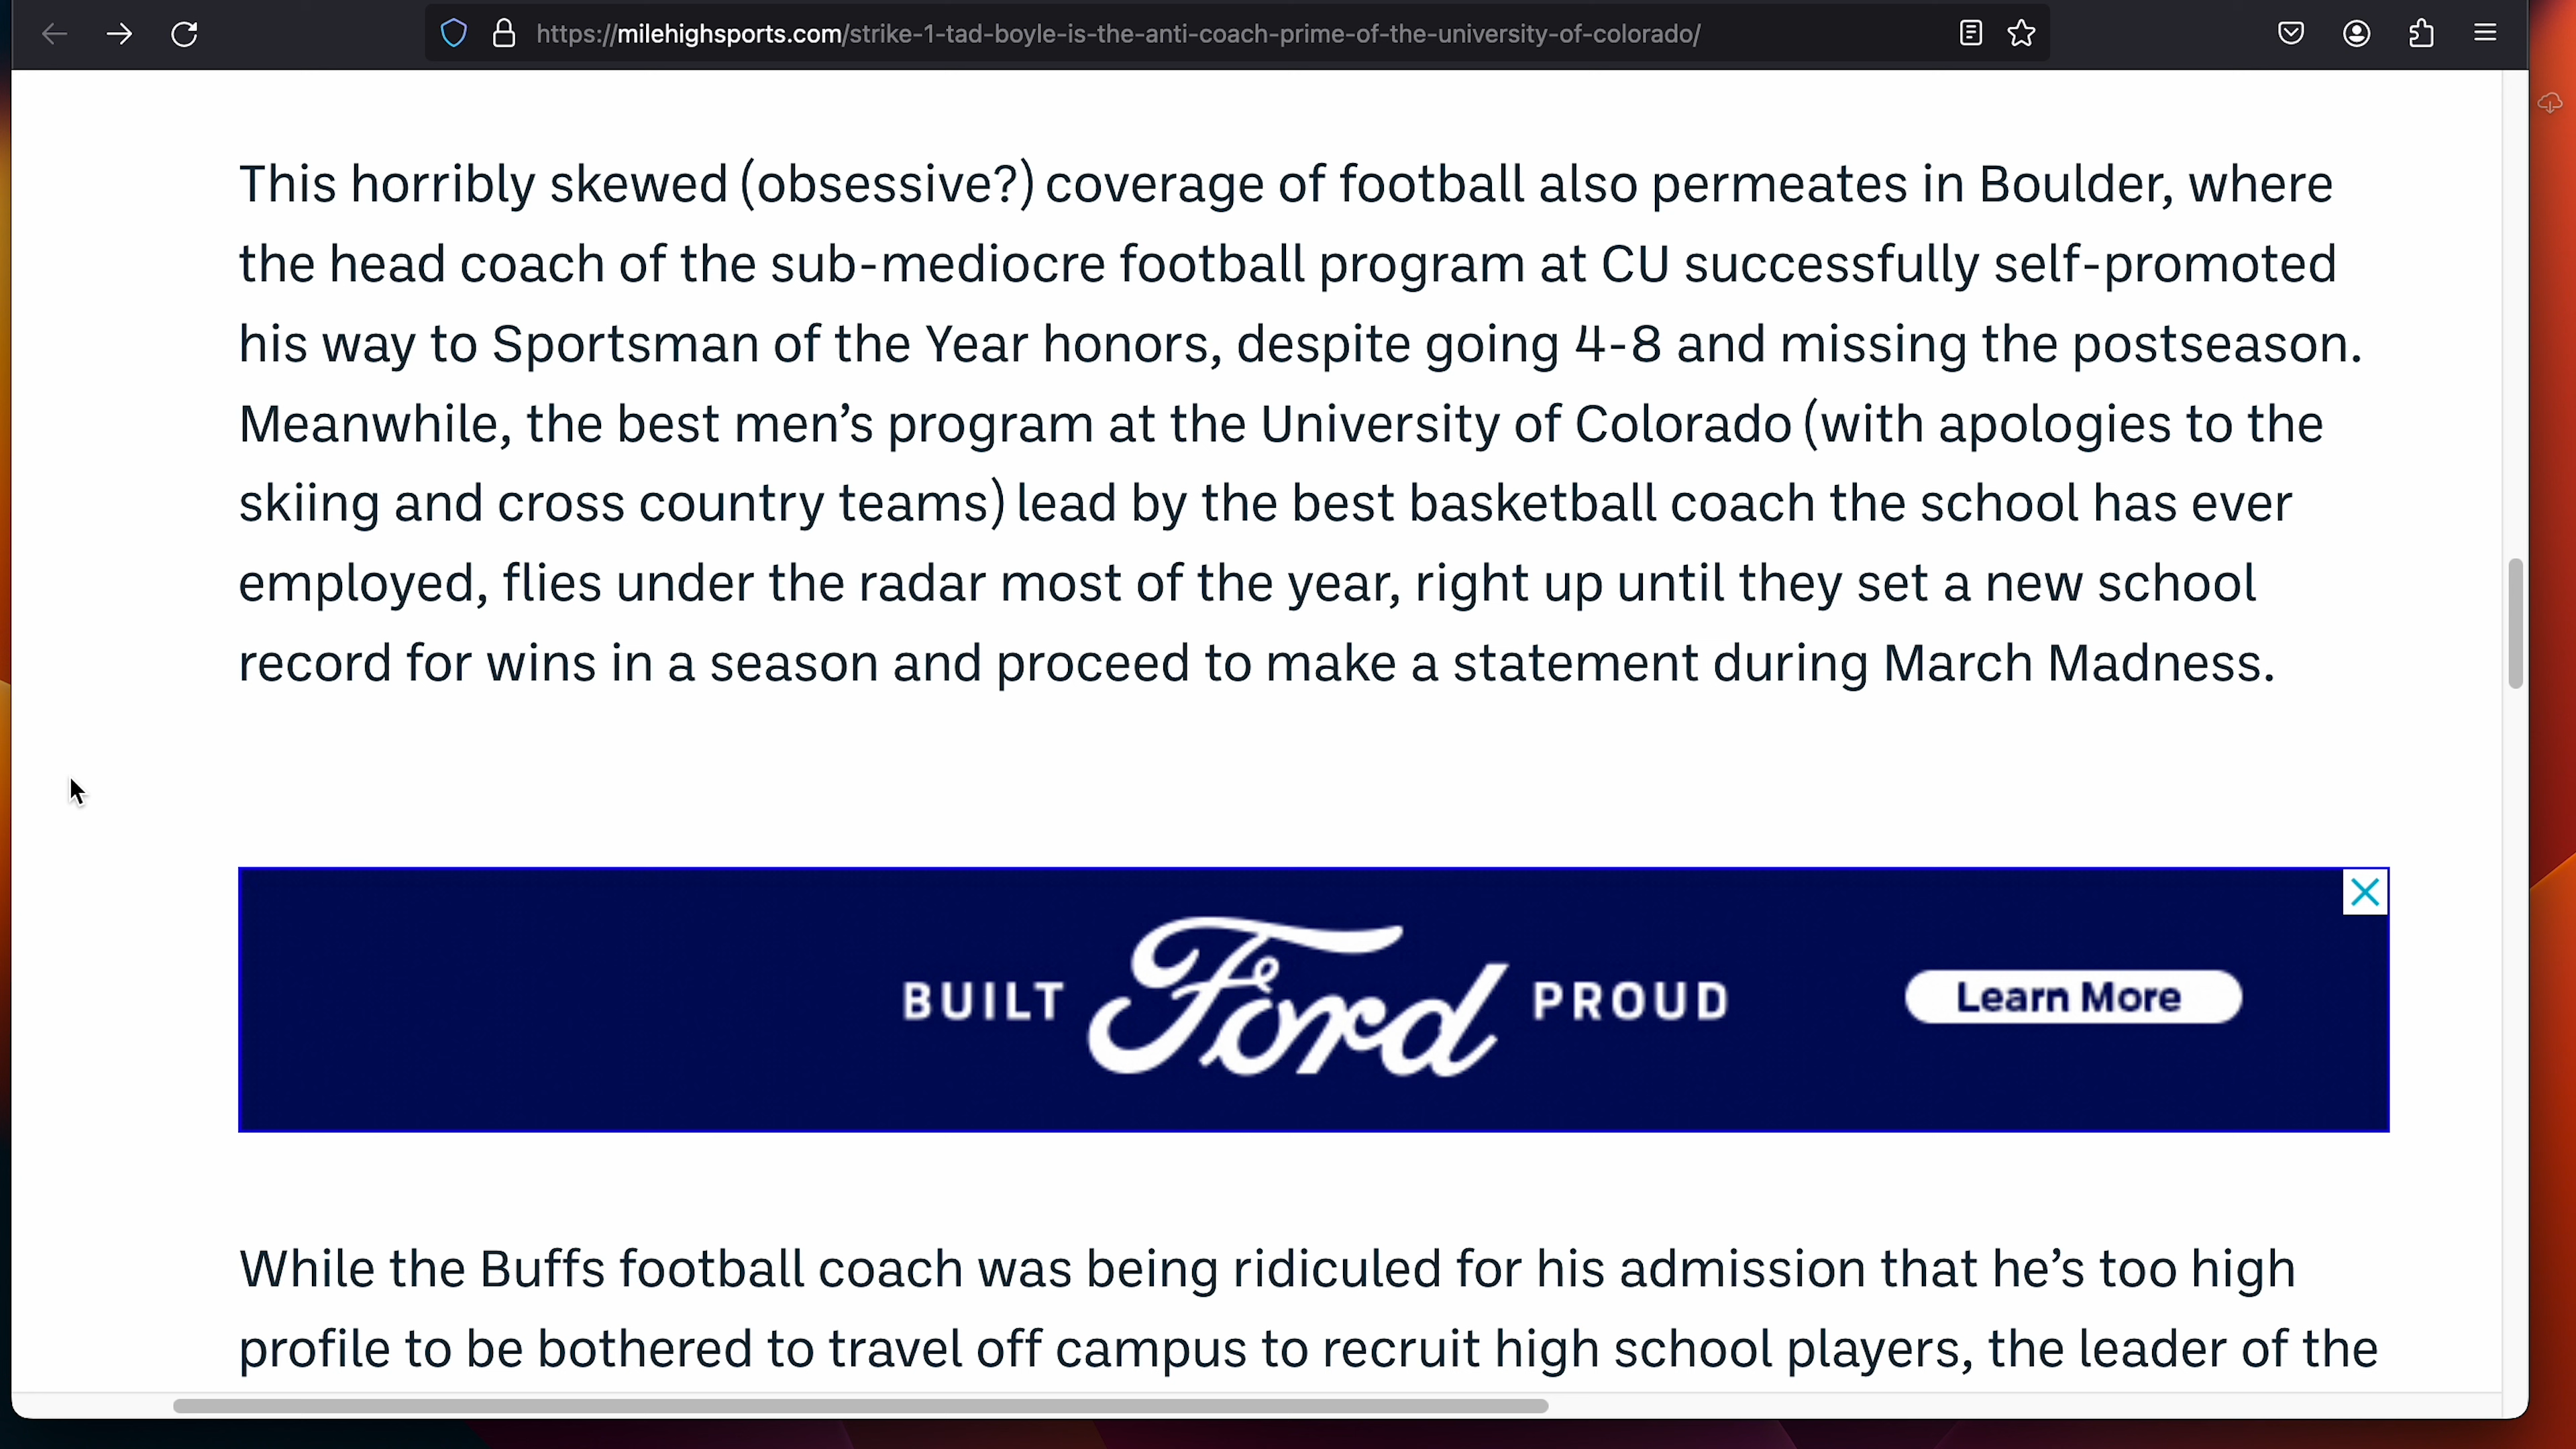 https://milehighsports.com/strike-1-tad-boyle-is-the-anti-coach-prime-of-the-university-of-colorado/
This horribly skewed (obsessive?) coverage of football also permeates in Boulder, where
the head coach of the sub-mediocre football program at CU successfully self-promoted
his way to Sportsman of the Year honors, despite going 4-8 and missing the postseason.
Meanwhile, the best men’s program at the University of Colorado (with apologies to the
skiing and cross country teams) lead by the best basketball coach the school has ever
employed, flies under the radar most of the year, right up until they set a new school
record for wins in a season and proceed to make a statement during March Madness.
BUILT Ford PROUD Learn More
While the Buffs football coach was being ridiculed for his admission that he’s too high
profile to be bothered to travel off campus to recruit high school players, the leader of the